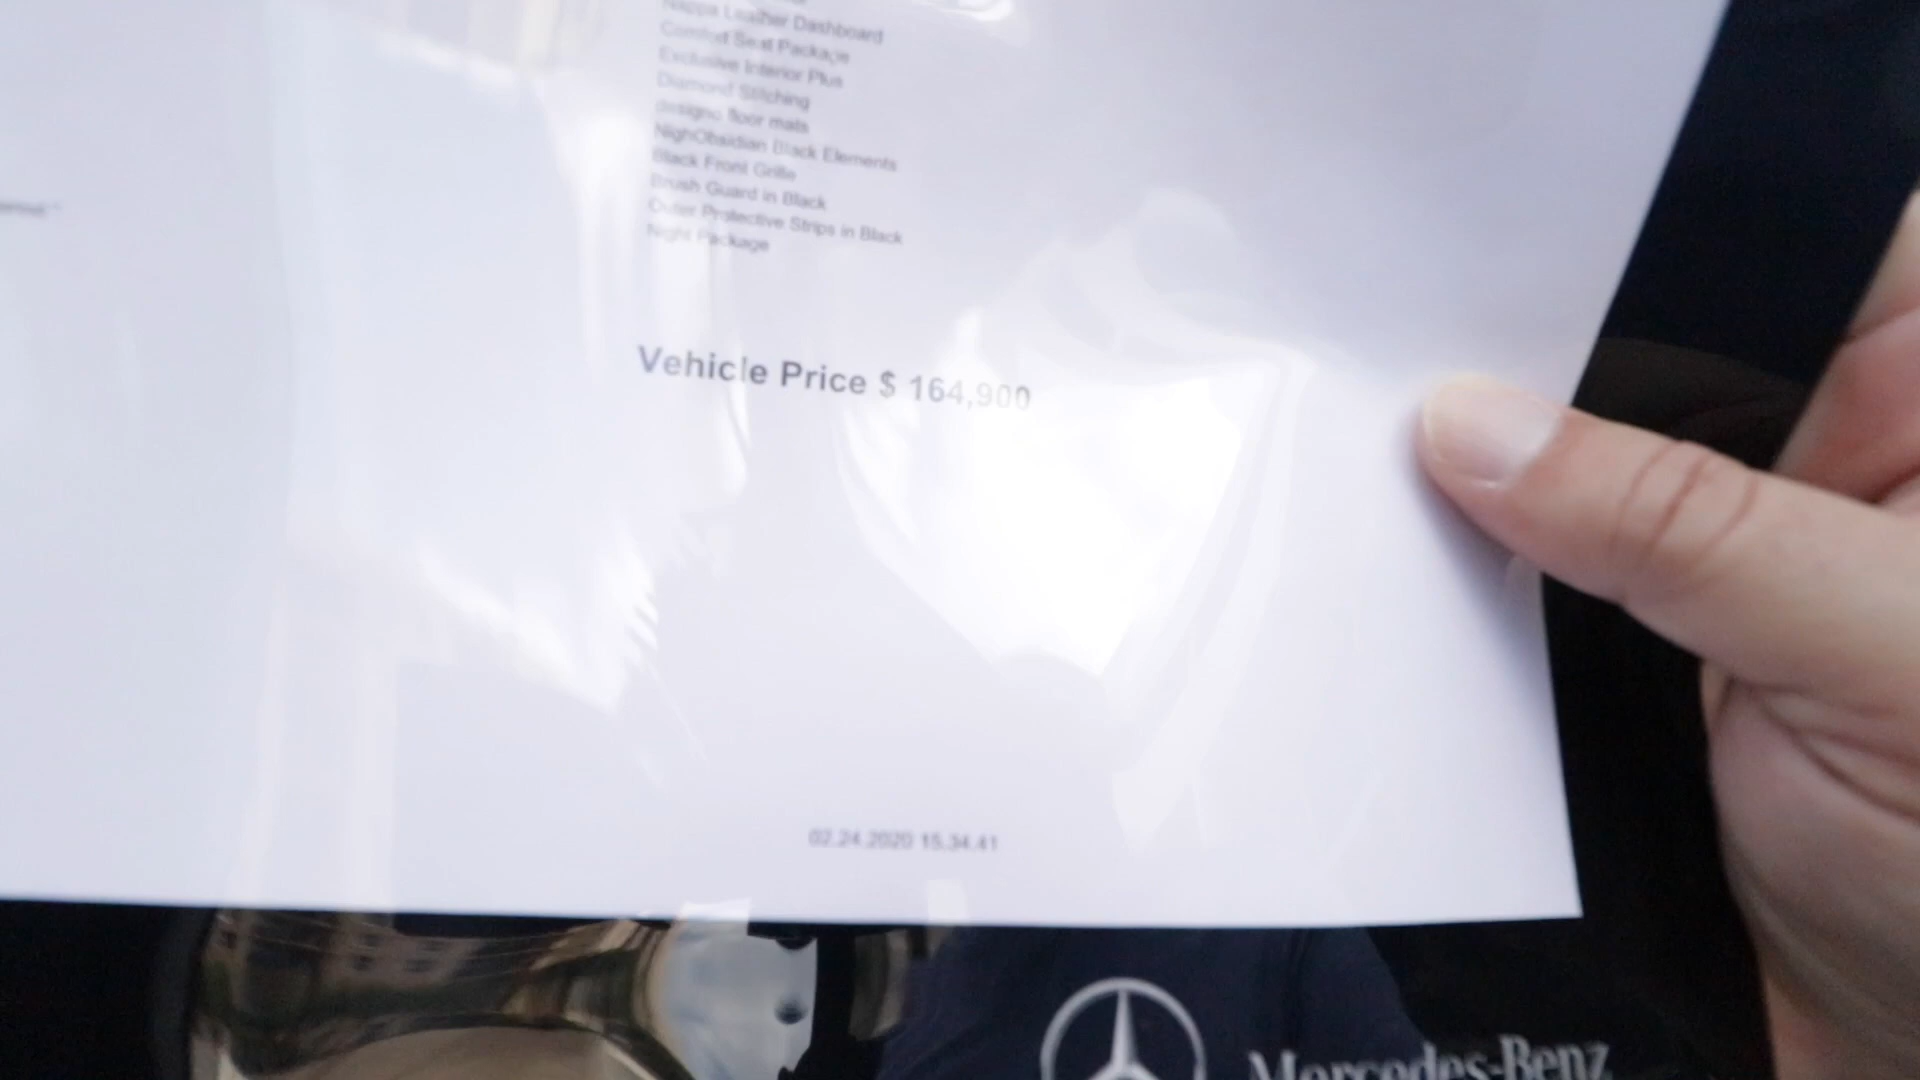 Nappa Leather Dashboard
Comfort Seat Package
Exclusive Interior Plus
Diamond Stitching
designo floor mats
NighObsidian Black Elements
Black Front Grille
Brush Guard in Black
Outer Protective Strips in Black
Night Package
Vehicle Price $ 164,900
02.24.2020 15.34.41
Mercedes-Benz